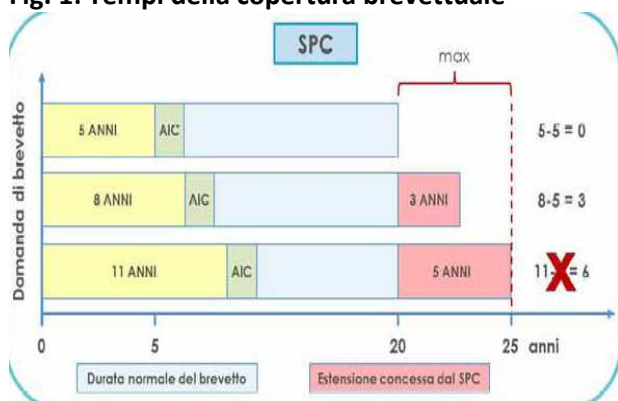 Fig. 1: Tempi della copertura brevettuale
SPC
max
Damanda di brevetto
5 ANNI AIC 5-5 = 0
8 ANNI AIC 3 ANNI 8-5 = 3
11 ANNI AIC 5 ANNI 11- = 6
0 5 20 25 anni
Durata normale del brevetto Estensione concessa dal SPC